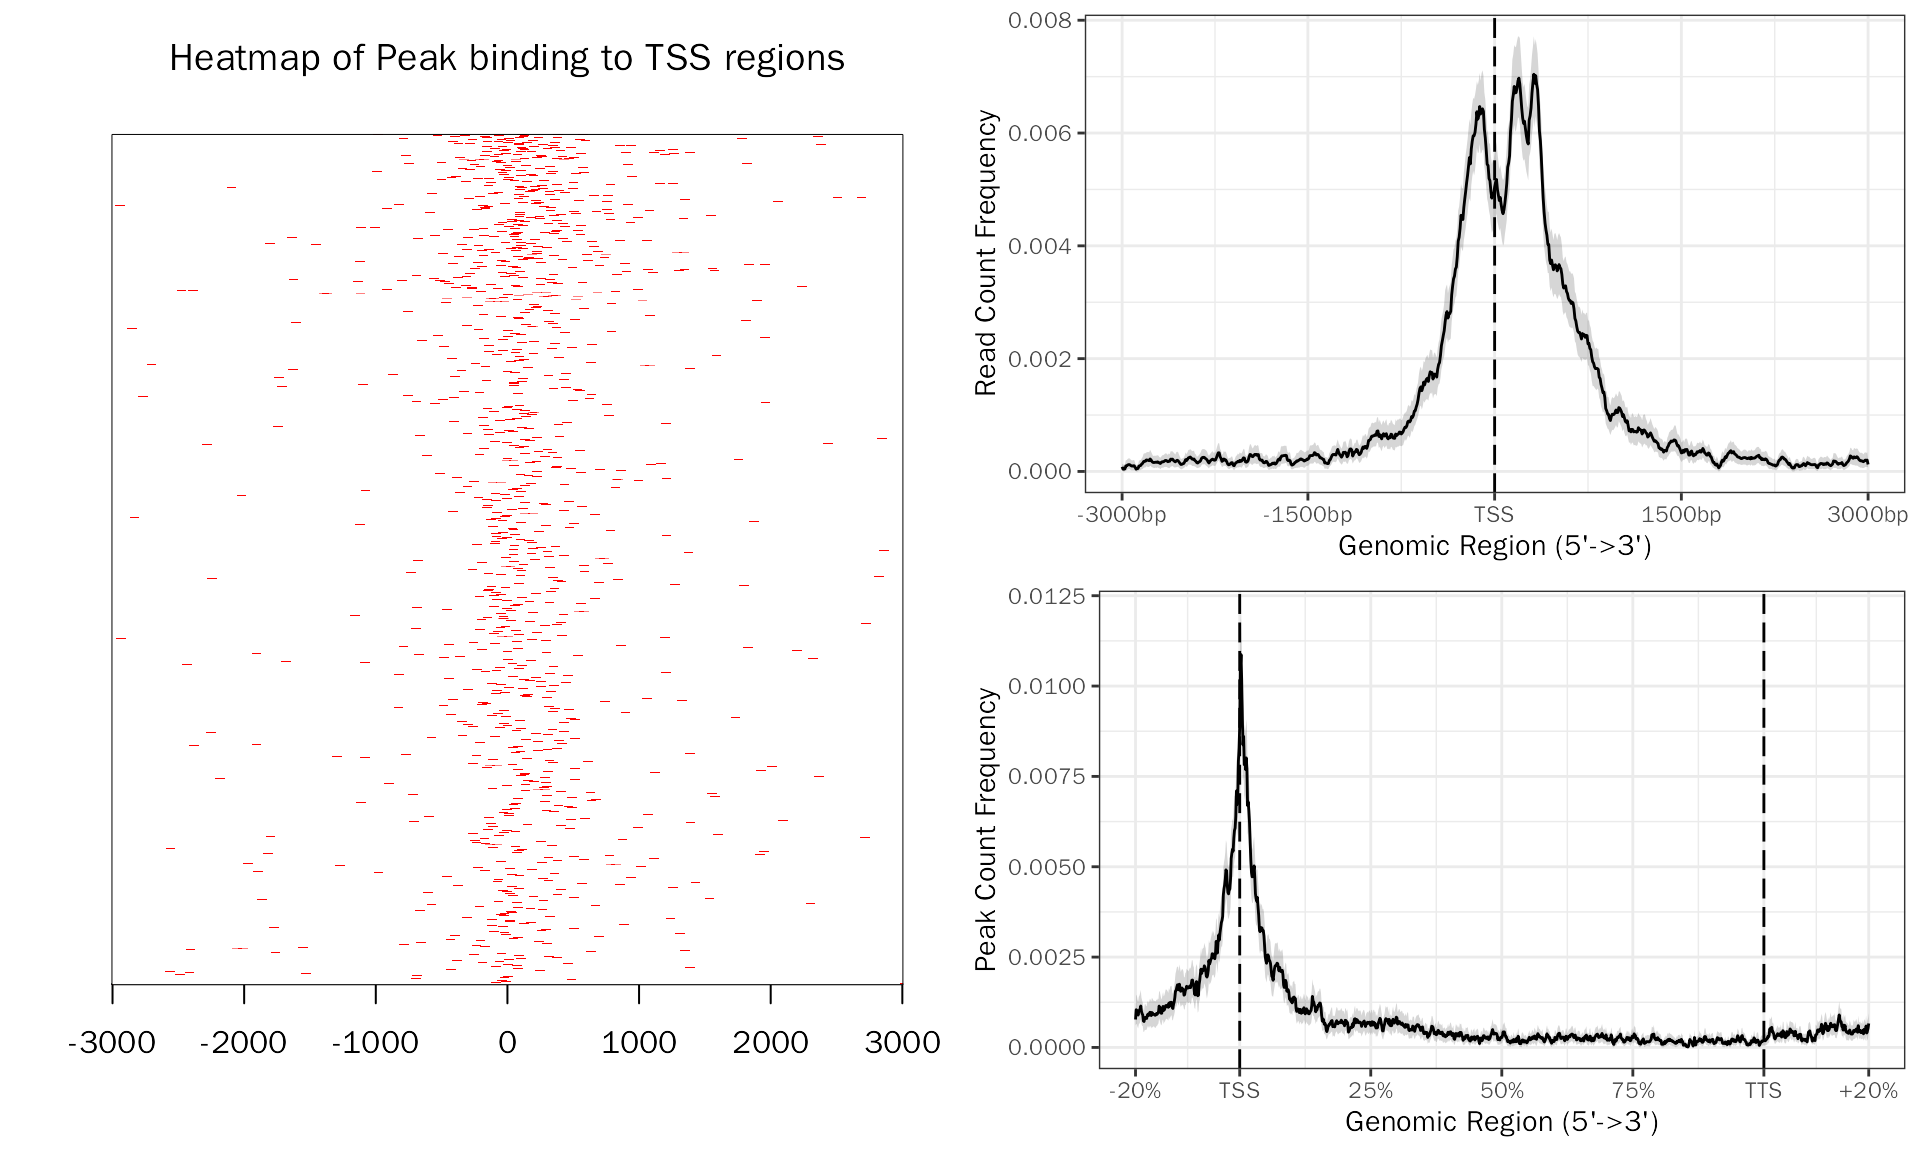 Heatmap of Peak binding to TSS regions
-3000 -2000 -1000 0 1000 2000 3000
Read Count Frequency
0.008
0.006
0.004
0.002
0.000
-3000bp -1500bp TSS 1500bp 3000bp
Genomic Region (5'->3')
Peak Count Frequency
0.0125
0.0100
0.0075
0.0050
0.0025
0.0000
-20% TSS 25% 50% 75% TTS +20%
Genomic Region (5'->3')